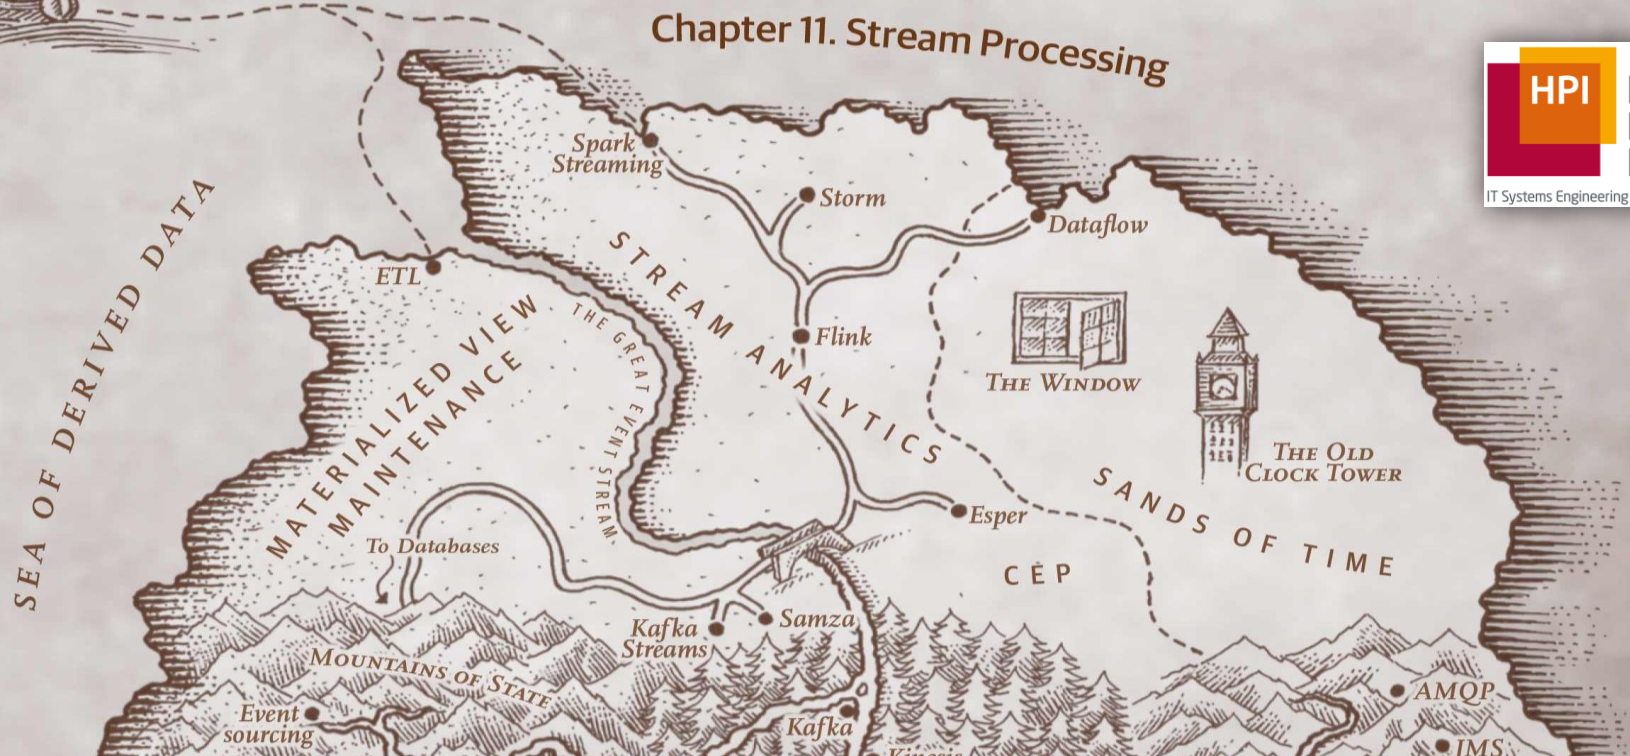 Chapter 11. Stream Processing
HPI
IT Systems Engineering
Spark
Streaming
Storm
Dataflow
ETL
SEA OF DERIVED DATA
STREAM ANALYTICS
MATERIALIZED VIEW
MAINTENANCE
THE GREAT EVENT STREAM
Flink
THE WINDOW
THE OLD
CLOCK TOWER
SANDS OF TIME
Esper
CEP
To Databases
Kafka
Streams
Samza
MOUNTAINS OF STATE
Event
sourcing
Kafka
Kinesis
AMQP
JMS